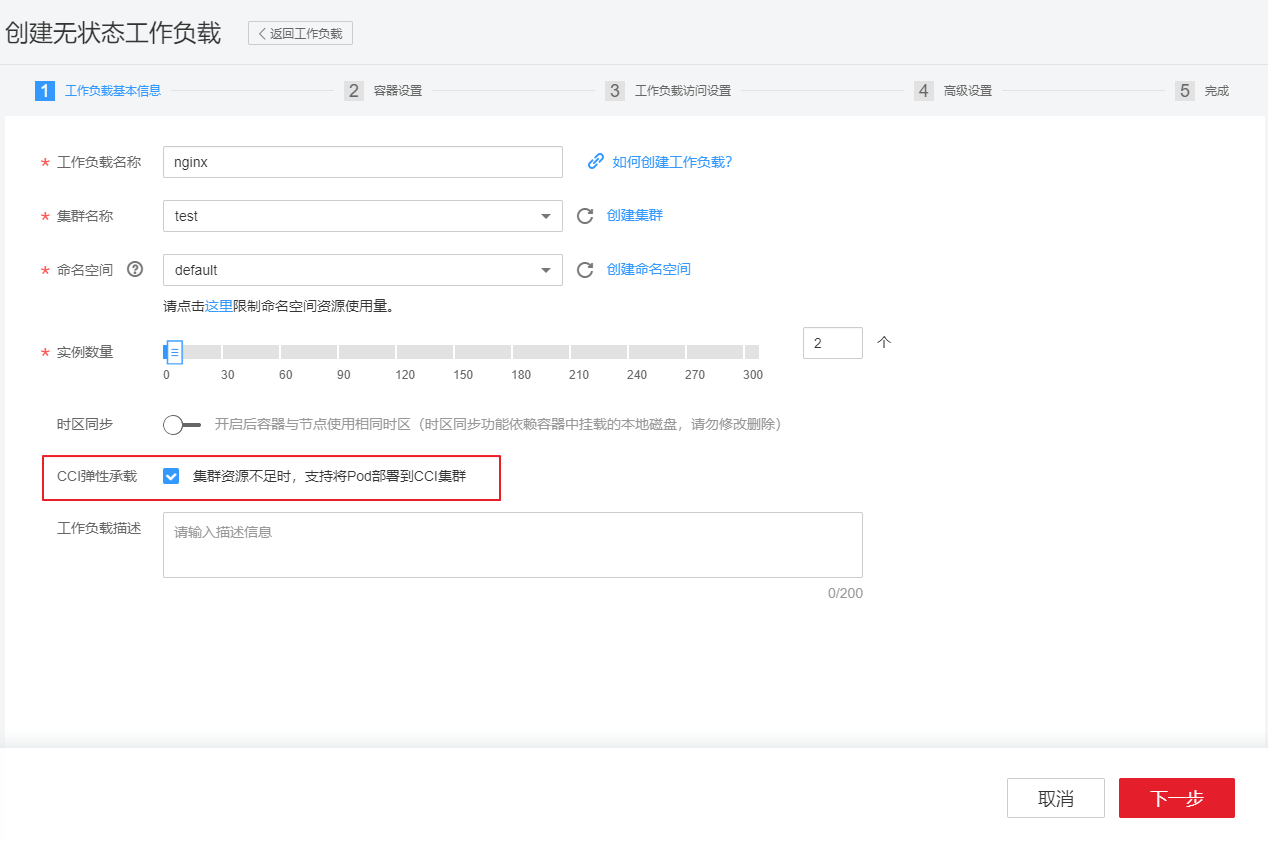 创建无状态工作负载
返回工作负载
1 工作负载基本信息
2 容器设置
3 工作负载访问设置
4 高级设置
5 完成
* 工作负载名称 nginx 如何创建工作负载?
* 集群名称 test 创建集群
* 命名空间 ? default 创建命名空间
请点击这里限制命名空间资源使用量。
* 实例数量 2 个
0 30 60 90 120 150 180 210 240 270 300
时区同步 开启后容器与节点使用相同时区（时区同步功能依赖容器中挂载的本地磁盘，请勿修改删除）
CCI弹性承载 集群资源不足时，支持将Pod部署到CCI集群
工作负载描述 请输入描述信息
0/200
取消 下一步